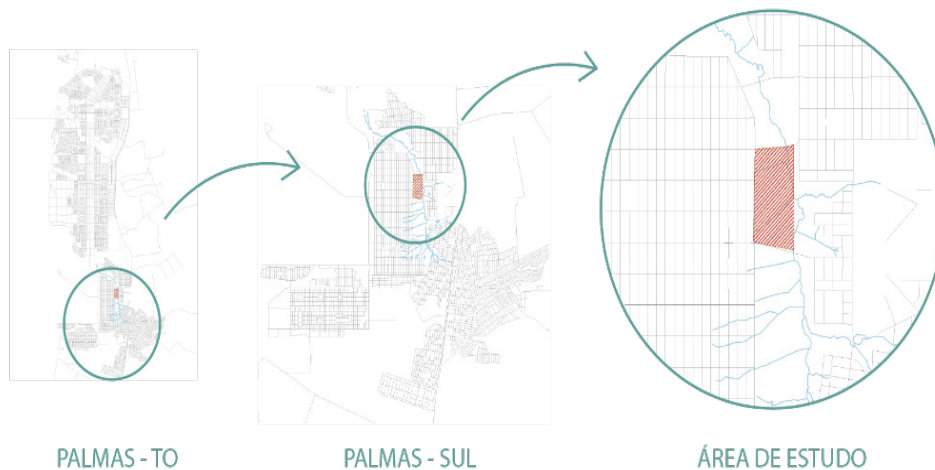 PALMAS - TO
PALMAS - SUL
ÁREA DE ESTUDO